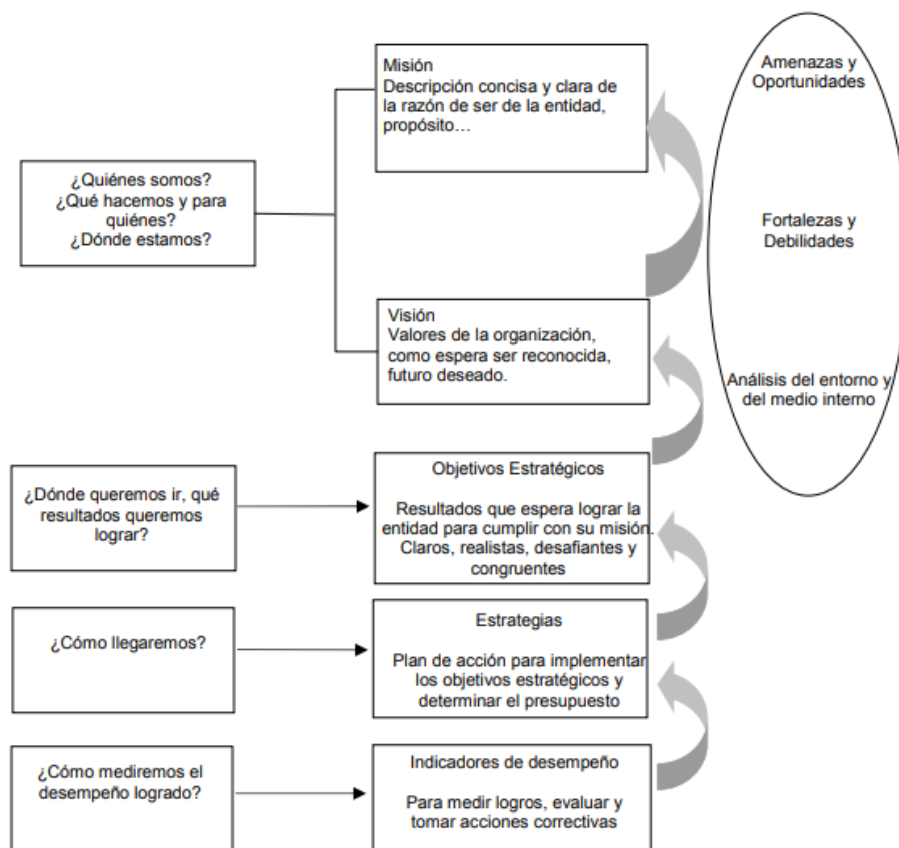 Misión
Descripción concisa y clara de
la razón de ser de la entidad,
propósito…
Amenazas y
Oportunidades
¿Quiénes somos?
¿Qué hacemos y para
quiénes?
¿Dónde estamos?
Fortalezas y
Debilidades
Visión
Valores de la organización,
como espera ser reconocida,
futuro deseado.
Análisis del entorno y
del medio interno
¿Dónde queremos ir, qué
resultados queremos
lograr?
Objetivos Estratégicos
Resultados que espera lograr la
entidad para cumplir con su misión.
Claros, realistas, desafiantes y
congruentes
¿Cómo llegaremos?
Estrategias
Plan de acción para implementar
los objetivos estratégicos y
determinar el presupuesto
¿Cómo mediremos el
desempeño logrado?
Indicadores de desempeño
Para medir logros, evaluar y
tomar acciones correctivas